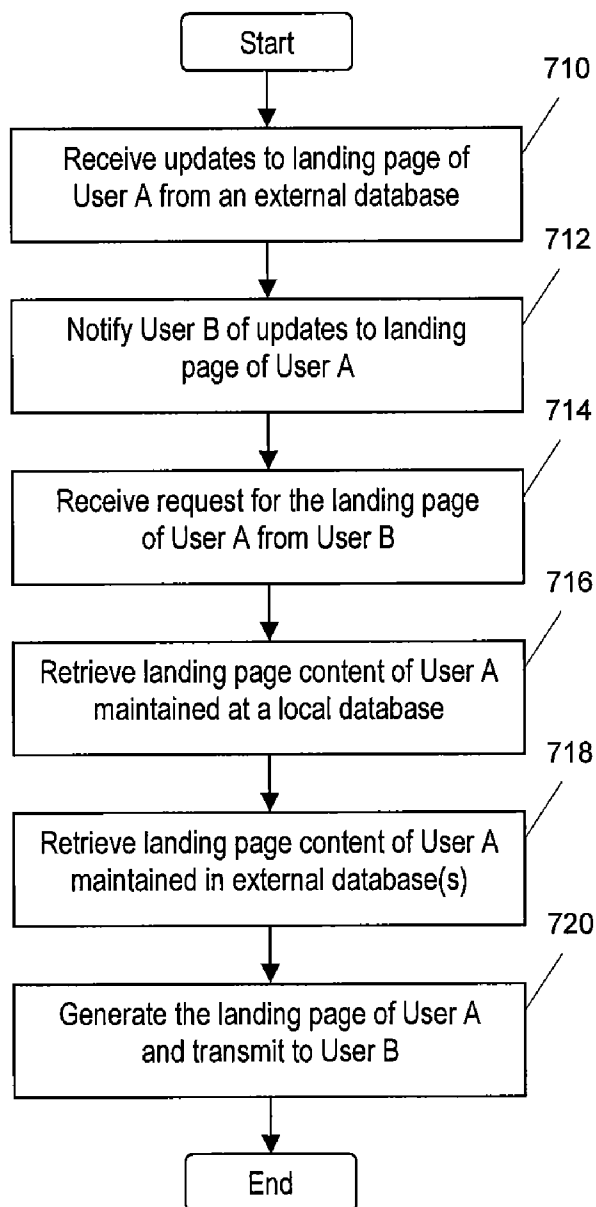 Start
710
Receive updates to landing page of
User A from an external database
712
Notify User B of updates to landing
page of User A
714
Receive request for the landing page
of User A from User B
716
Retrieve landing page content of User A
maintained at a local database
718
Retrieve landing page content of User A
maintained in external database(s)
720
Generate the landing page of User A
and transmit to User B
End